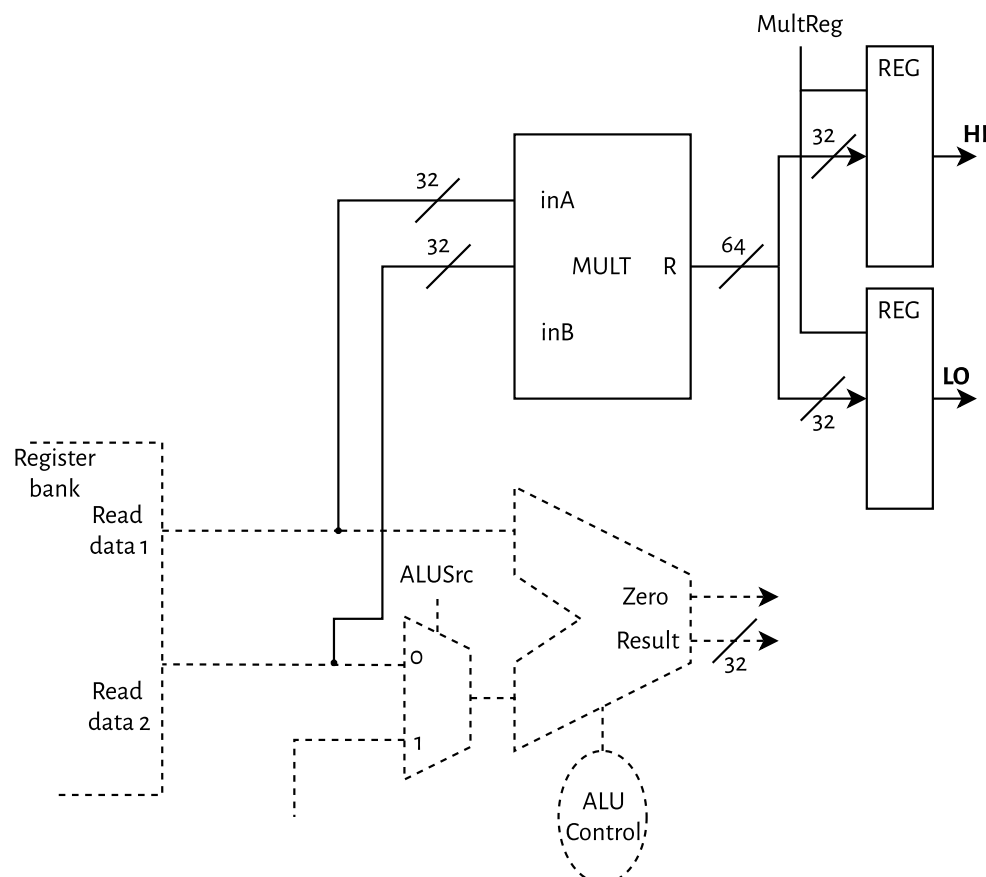 MultReg
REG
32
HI
32
inA
32
64
MULT R
REG
inB
LO
32
Register
bank
Read
data 1
ALUSrc
Zero
0
Result
32
Read
data 2
1
ALU
Control